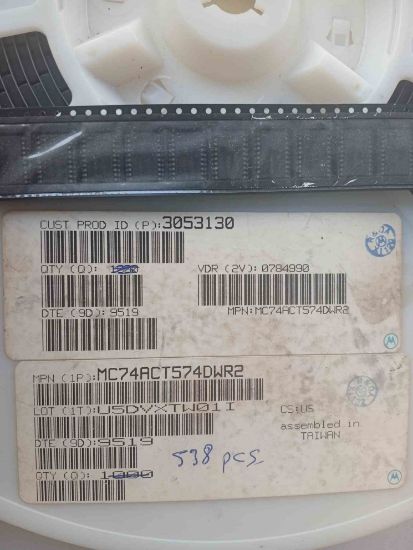 CUST PROD ID (P):3053130
QTY (Q):
VDR (2V): 0784990
DTE (9D): 9519
MPN:MC74ACT574DWR2
MPN (1P):MC74ACT574DWR2
LOT (1T):U5DVXTW01I
CS:US
assembled in
TAIWAN
DTE (9D):9519
538 pcs
QTY (Q): 1000